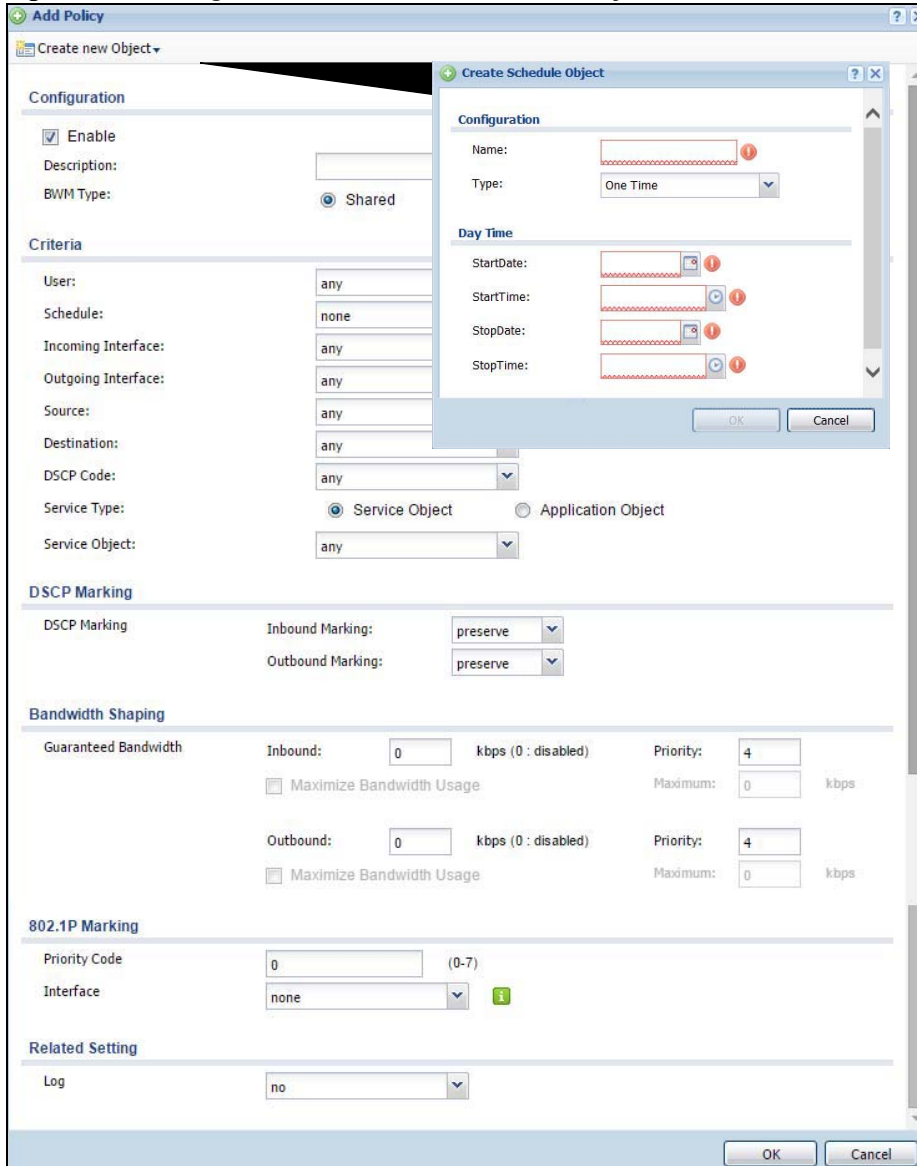 Add Policy
Create new Object
Configuration
Enable
Description:
BWM Type:
Shared
Criteria
User:
any
Schedule:
none
Incoming Interface:
any
Outgoing Interface:
any
Source:
any
Destination:
any
DSCP Code:
any
Service Type:
Service Object
Application Object
Service Object:
any
Create Schedule Object
Configuration
Name:
Type:
One Time
Day Time
StartDate:
StartTime:
StopDate:
StopTime:
OK
Cancel
DSCP Marking
DSCP Marking
Inbound Marking:
preserve
Outbound Marking:
preserve
Bandwidth Shaping
Guaranteed Bandwidth
Inbound:
0
kbps (0 : disabled)
Priority:
4
Maximize Bandwidth Usage
Maximum:
0
kbps
Outbound:
0
kbps (0 : disabled)
Priority:
4
Maximize Bandwidth Usage
Maximum:
0
kbps
802.1P Marking
Priority Code
0
(0-7)
Interface
none
Related Setting
Log
no
OK
Cancel